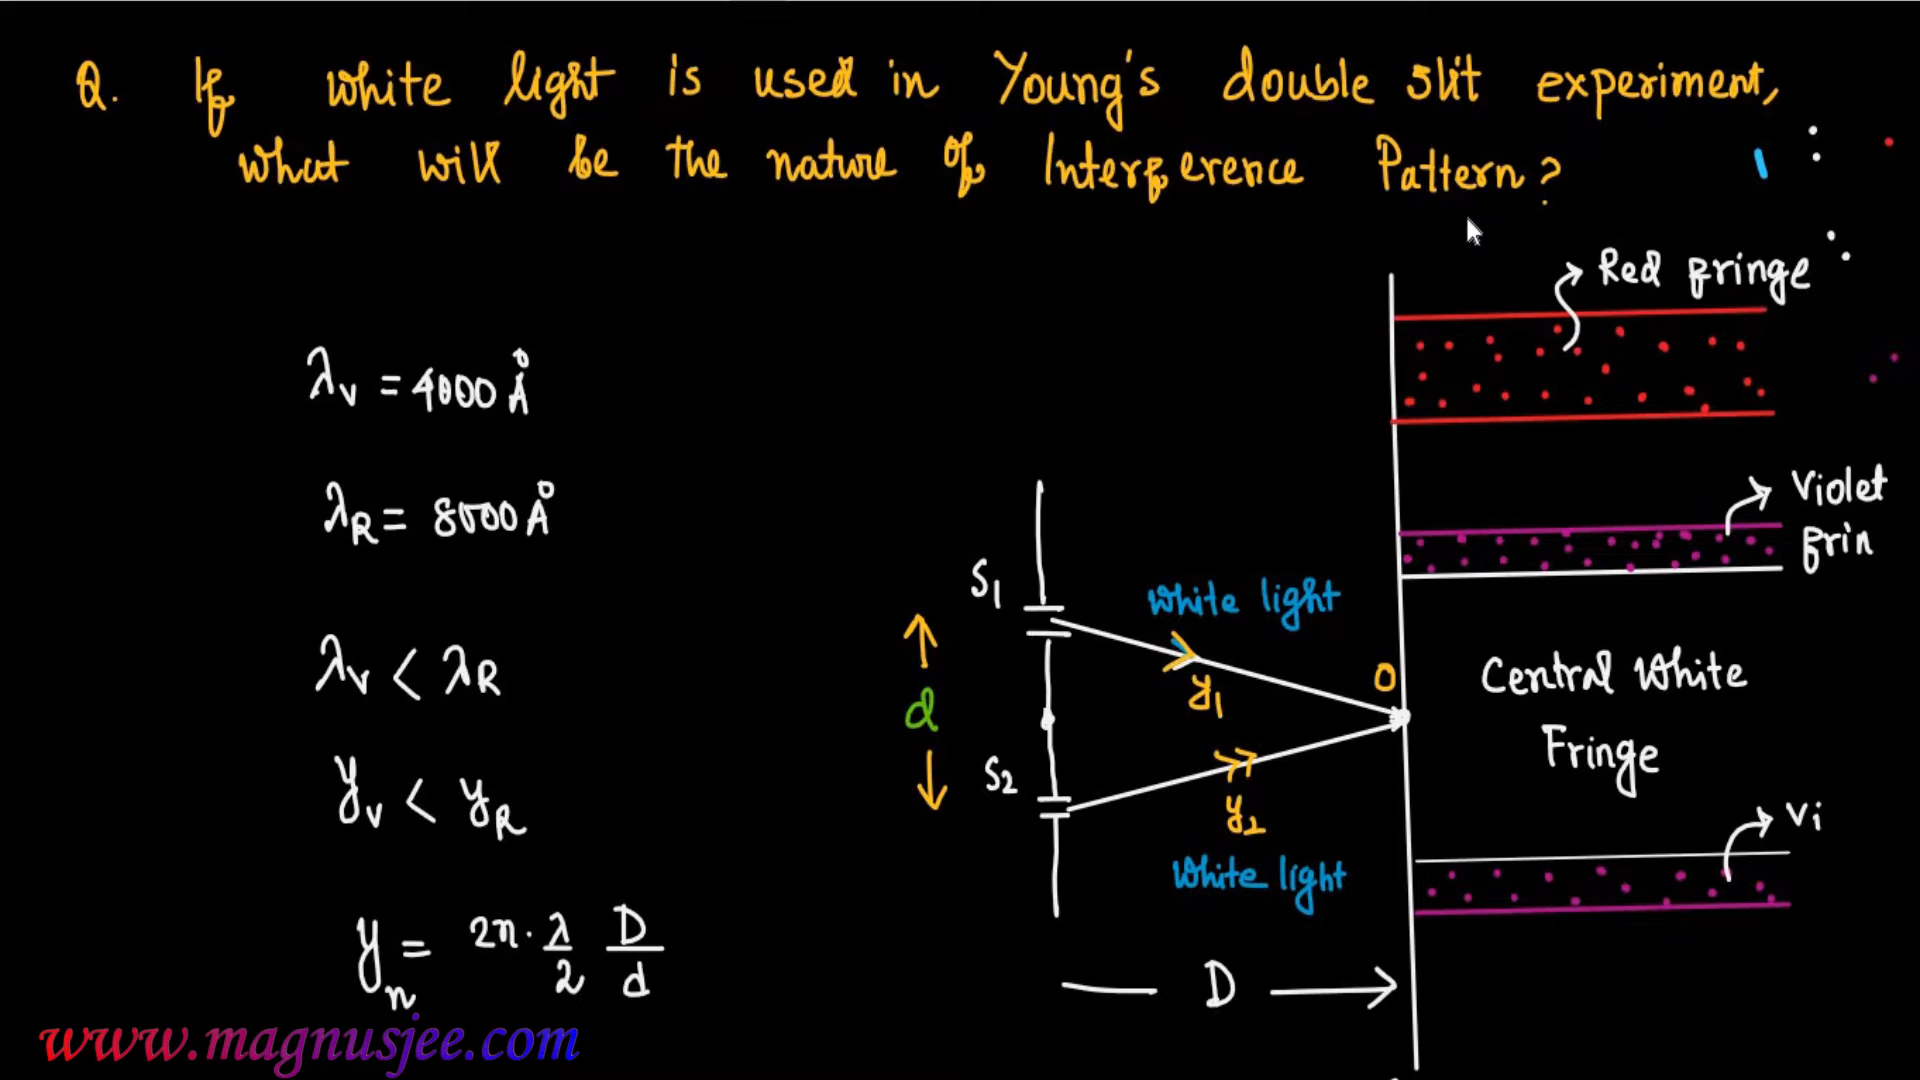 Q. If white light is used in Young's double slit experiment,
what will be the nature of Interference Pattern?
Red fringe
λV = 4000 Å
Violet
frin
λR = 8000 Å
S1
white light
λV < λR
d
y1
O
Central White
Fringe
yV < yR
S2
y2
Vi
white light
yn = 2n · λ/2 D/d
D
www.magnusjee.com